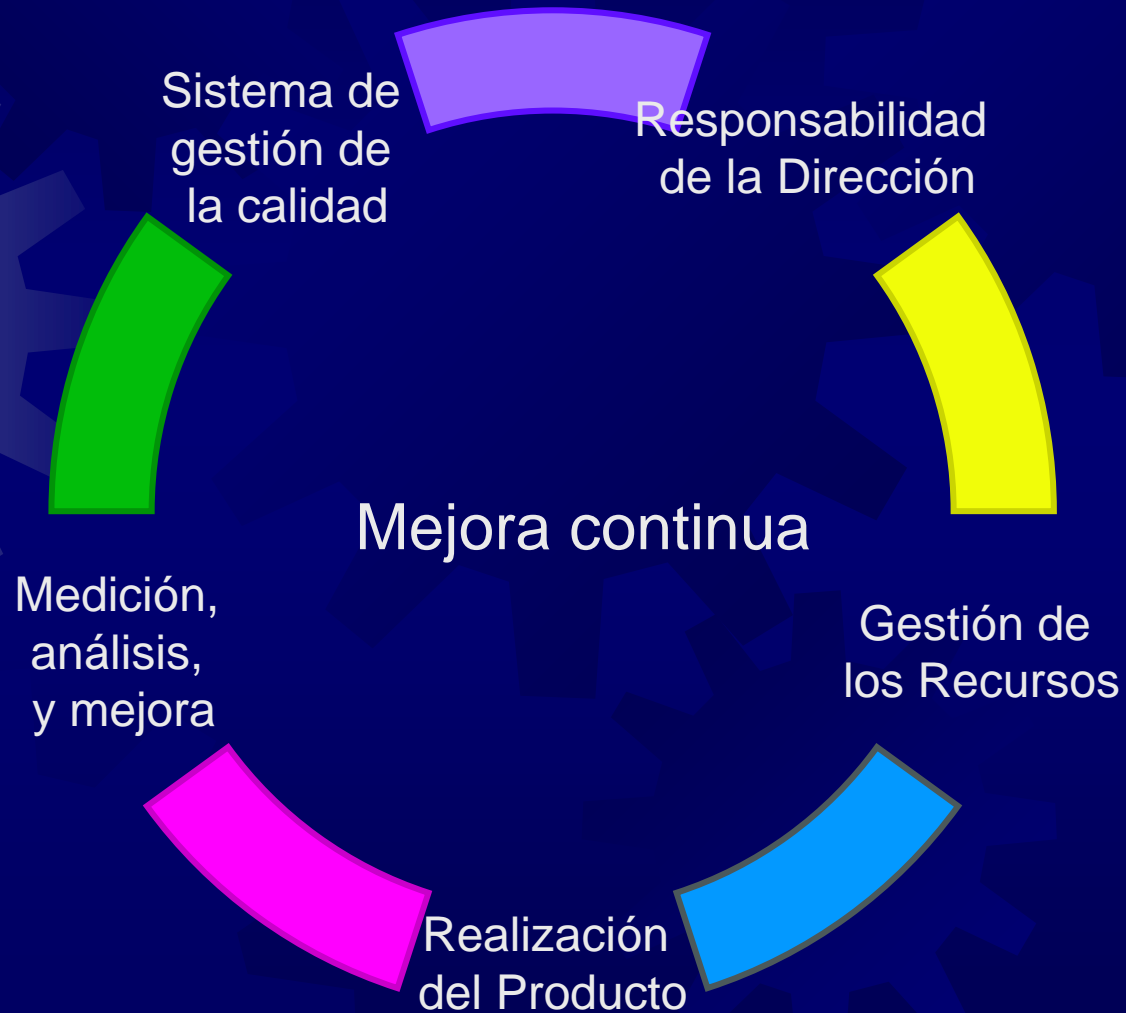 Sistema de
gestión de
la calidad
Responsabilidad
de la Dirección
Mejora continua
Medición,
análisis,
y mejora
Gestión de
los Recursos
Realización
del Producto